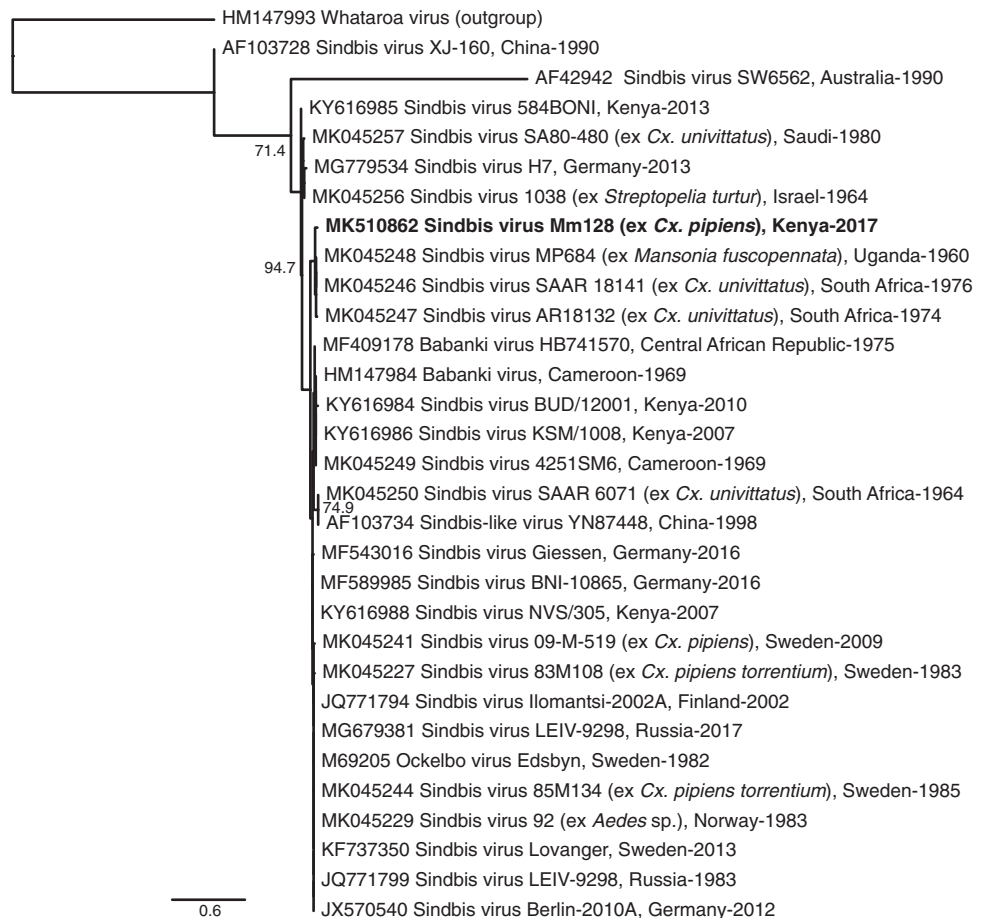 HM147993 Whataroa virus (outgroup)
AF103728 Sindbis virus XJ-160, China-1990
AF42942 Sindbis virus SW6562, Australia-1990
KY616985 Sindbis virus 584BONI, Kenya-2013
MK045257 Sindbis virus SA80-480 (ex Cx. univittatus), Saudi-1980
71.4
MG779534 Sindbis virus H7, Germany-2013
MK045256 Sindbis virus 1038 (ex Streptopelia turtur), Israel-1964
MK510862 Sindbis virus Mm128 (ex Cx. pipiens), Kenya-2017
MK045248 Sindbis virus MP684 (ex Mansonia fuscopennata), Uganda-1960
94.7
MK045246 Sindbis virus SAAR 18141 (ex Cx. univittatus), South Africa-1976
MK045247 Sindbis virus AR18132 (ex Cx. univittatus), South Africa-1974
MF409178 Babanki virus HB741570, Central African Republic-1975
HM147984 Babanki virus, Cameroon-1969
KY616984 Sindbis virus BUD/12001, Kenya-2010
KY616986 Sindbis virus KSM/1008, Kenya-2007
MK045249 Sindbis virus 4251SM6, Cameroon-1969
MK045250 Sindbis virus SAAR 6071 (ex Cx. univittatus), South Africa-1964
74.9
AF103734 Sindbis-like virus YN87448, China-1998
MF543016 Sindbis virus Giessen, Germany-2016
MF589985 Sindbis virus BNI-10865, Germany-2016
KY616988 Sindbis virus NVS/305, Kenya-2007
MK045241 Sindbis virus 09-M-519 (ex Cx. pipiens), Sweden-2009
MK045227 Sindbis virus 83M108 (ex Cx. pipiens torrentium), Sweden-1983
JQ771794 Sindbis virus Ilomantsi-2002A, Finland-2002
MG679381 Sindbis virus LEIV-9298, Russia-2017
M69205 Ockelbo virus Edsbyn, Sweden-1982
MK045244 Sindbis virus 85M134 (ex Cx. pipiens torrentium), Sweden-1985
MK045229 Sindbis virus 92 (ex Aedes sp.), Norway-1983
KF737350 Sindbis virus Lovanger, Sweden-2013
JQ771799 Sindbis virus LEIV-9298, Russia-1983
JX570540 Sindbis virus Berlin-2010A, Germany-2012
0.6